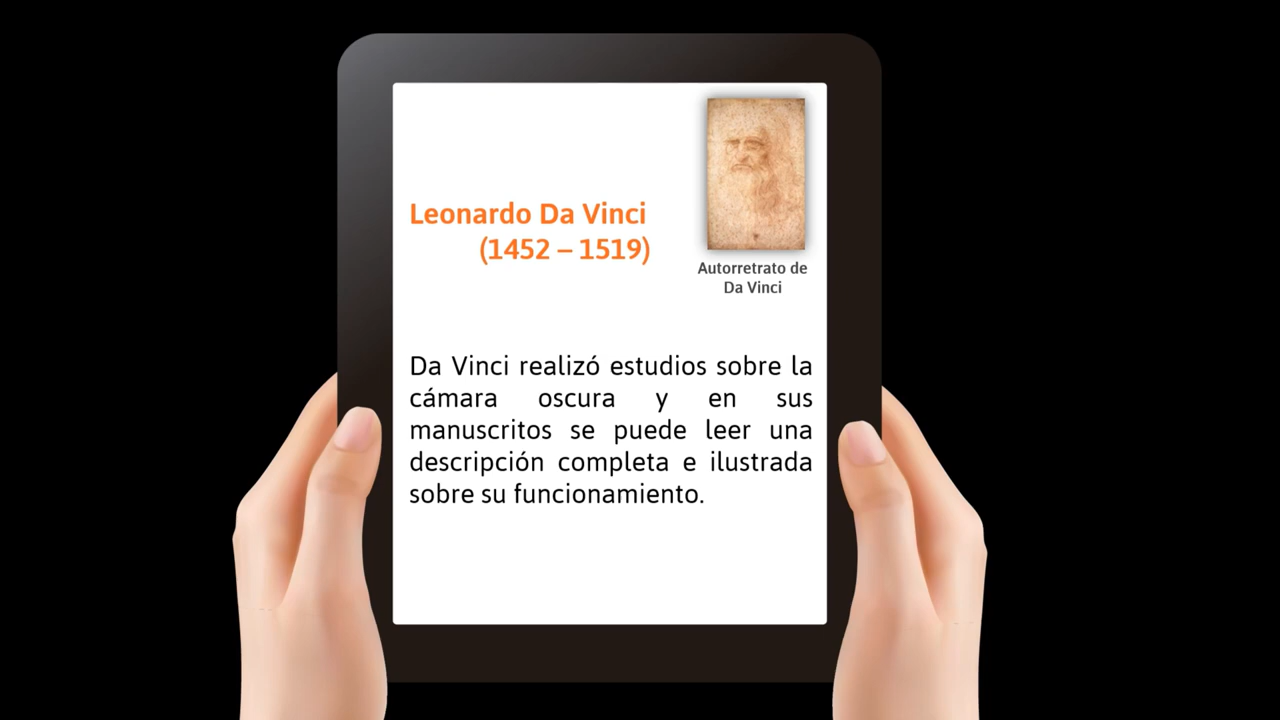 Leonardo Da Vinci
(1452 – 1519)
Autorretrato de
Da Vinci
Da Vinci realizó estudios sobre la
cámara oscura y en sus
manuscritos se puede leer una
descripción completa e ilustrada
sobre su funcionamiento.